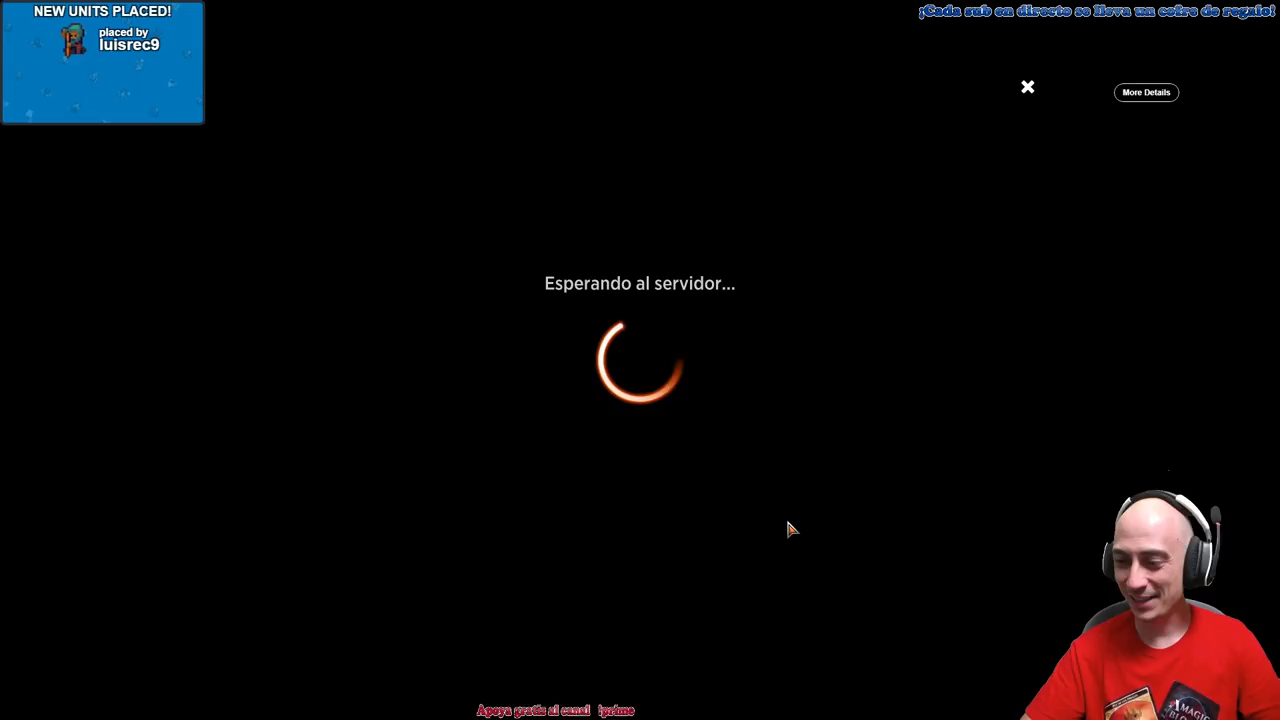 NEW UNITS PLACED!
placed by
luisrec9
¡Cada sub en directo se lleva un cofre de regalo!
More Details
Esperando al servidor...
Apoya gratis al canal !prime
MAGIC